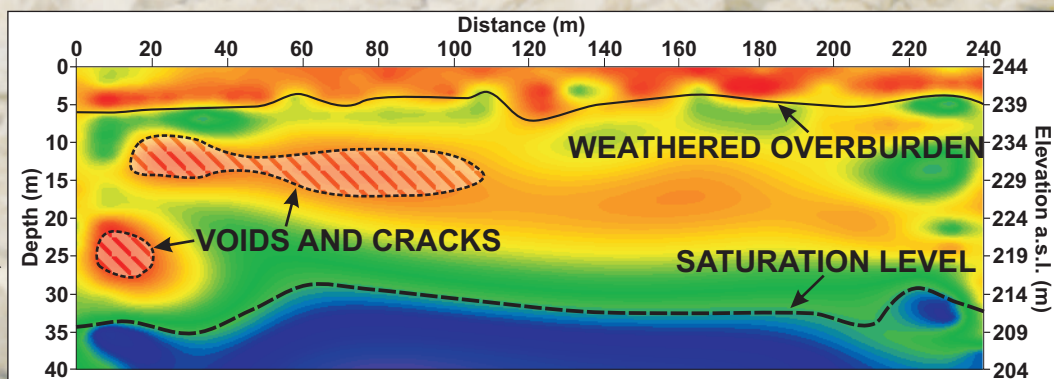 Distance (m)
0 20 40 60 80 100 120 140 160 180 200 220 240
0 244
5 239
10 234
15 229
20 224
25 219
30 214
35 209
40 204
Depth (m)
Elevation a.s.l. (m)
WEATHERED OVERBURDEN
VOIDS AND CRACKS
SATURATION LEVEL